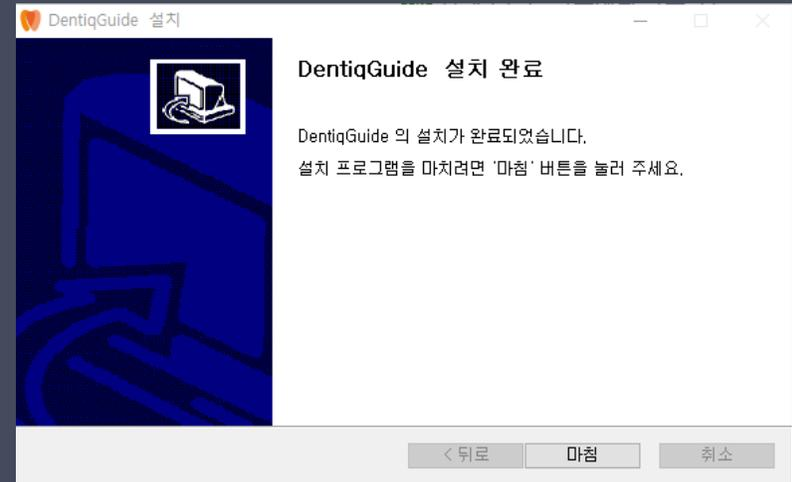 DentiqGuide 설치
DentiqGuide 설치 완료
DentiqGuide 의 설치가 완료되었습니다.
설치 프로그램을 마치려면 '마침' 버튼을 눌러 주세요.
< 뒤로 마침 취소